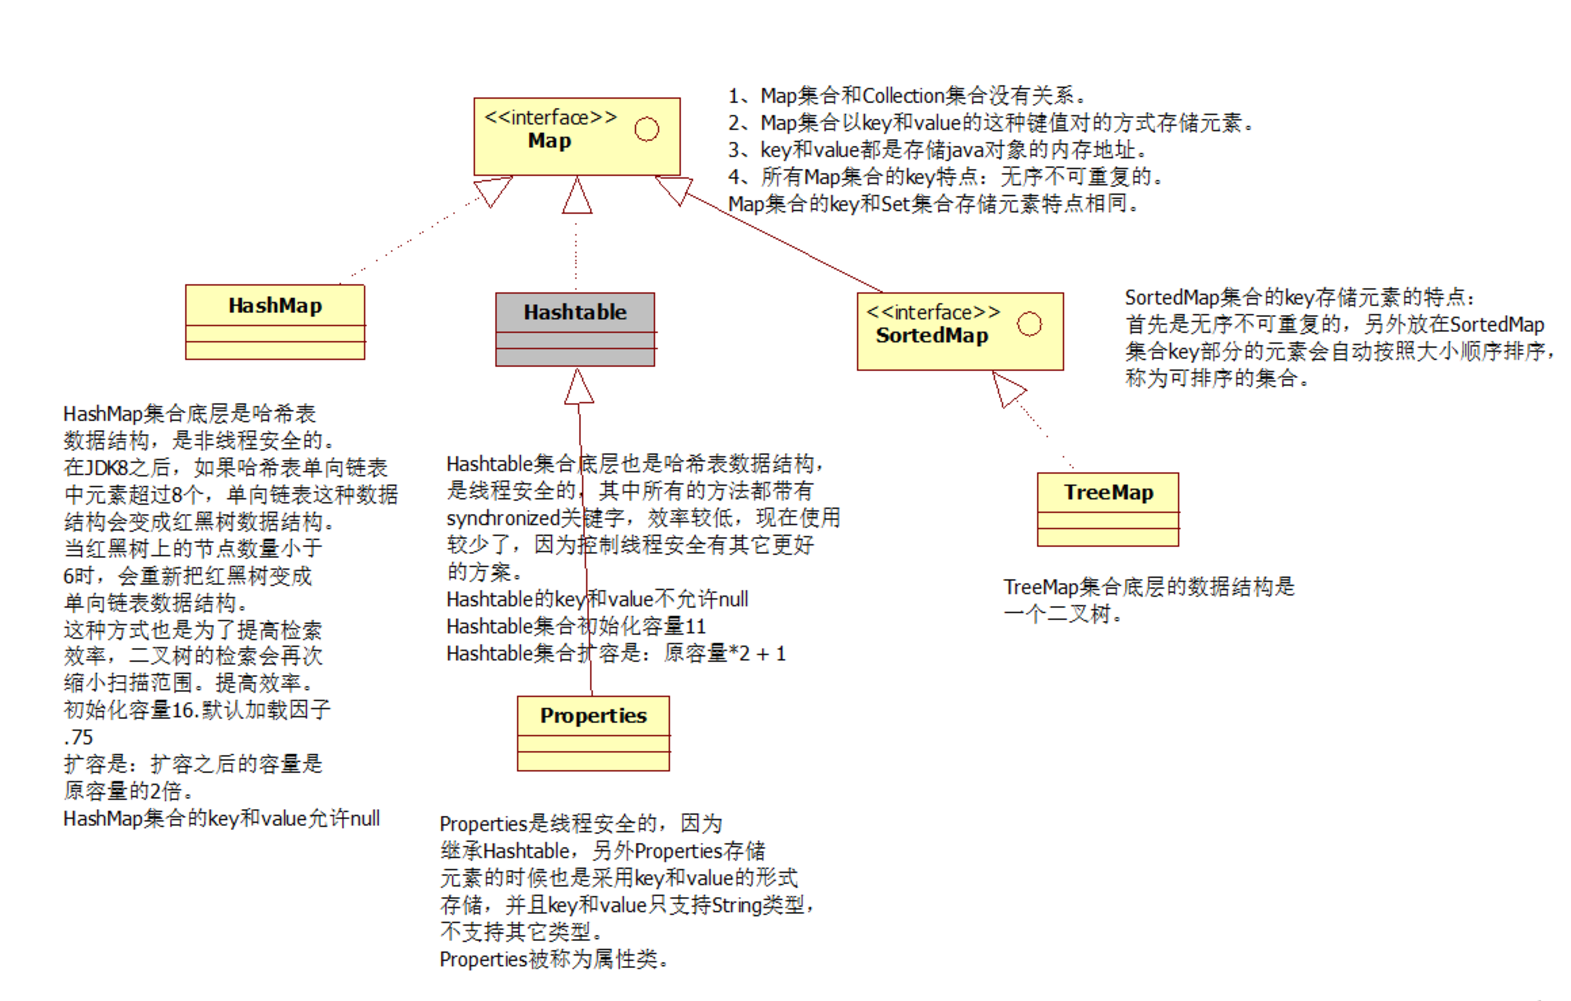 <<interface>>
Map
1、Map集合和Collection集合没有关系。
2、Map集合以key和value的这种键值对的方式存储元素。
3、key和value都是存储java对象的内存地址。
4、所有Map集合的key特点：无序不可重复的。
Map集合的key和Set集合存储元素特点相同。
HashMap
Hashtable
<<interface>>
SortedMap
SortedMap集合的key存储元素的特点：
首先是无序不可重复的，另外放在SortedMap
集合key部分的元素会自动按照大小顺序排序，
称为可排序的集合。
HashMap集合底层是哈希表
数据结构，是非线程安全的。
在JDK8之后，如果哈希表单向链表
中元素超过8个，单向链表这种数据
结构会变成红黑树数据结构。
当红黑树上的节点数量小于
6时，会重新把红黑树变成
单向链表数据结构。
这种方式也是为了提高检索
效率，二叉树的检索会再次
缩小扫描范围。提高效率。
初始化容量16.默认加载因子
.75
扩容是：扩容之后的容量是
原容量的2倍。
HashMap集合的key和value允许null
Hashtable集合底层也是哈希表数据结构，
是线程安全的，其中所有的方法都带有
synchronized关键字，效率较低，现在使用
较少了，因为控制线程安全有其它更好
的方案。
Hashtable的key和value不允许null
Hashtable集合初始化容量11
Hashtable集合扩容是：原容量*2 + 1
TreeMap
TreeMap集合底层的数据结构是
一个二叉树。
Properties
Properties是线程安全的，因为
继承Hashtable，另外Properties存储
元素的时候也是采用key和value的形式
存储，并且key和value只支持String类型，
不支持其它类型。
Properties被称为属性类。